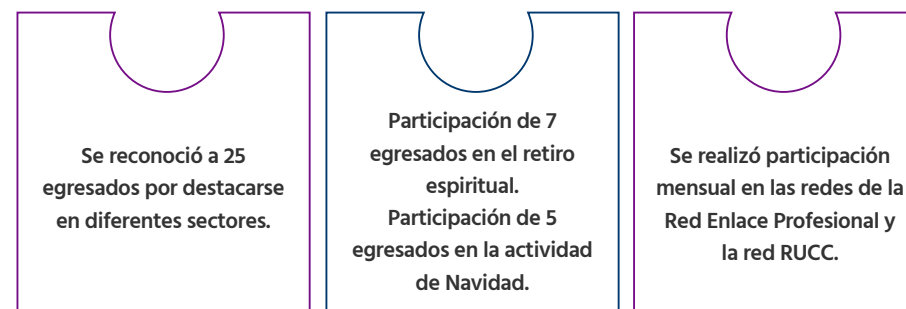 Se reconoció a 25
egresados por destacarse
en diferentes sectores.
Participación de 7
egresados en el retiro
espiritual.
Participación de 5
egresados en la actividad
de Navidad.
Se realizó participación
mensual en las redes de la
Red Enlace Profesional y
la red RUCC.